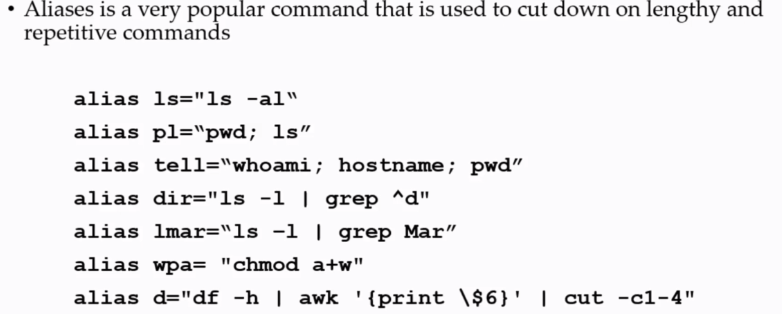 • Aliases is a very popular command that is used to cut down on lengthy and
repetitive commands
alias ls="ls -al‟
alias pl=‟pwd; ls”
alias tell=‟whoami; hostname; pwd”
alias dir="ls -l | grep ^d"
alias lmar=‟ls –l | grep Mar”
alias wpa= "chmod a+w"
alias d="df -h | awk '{print \$6}' | cut -c1-4"